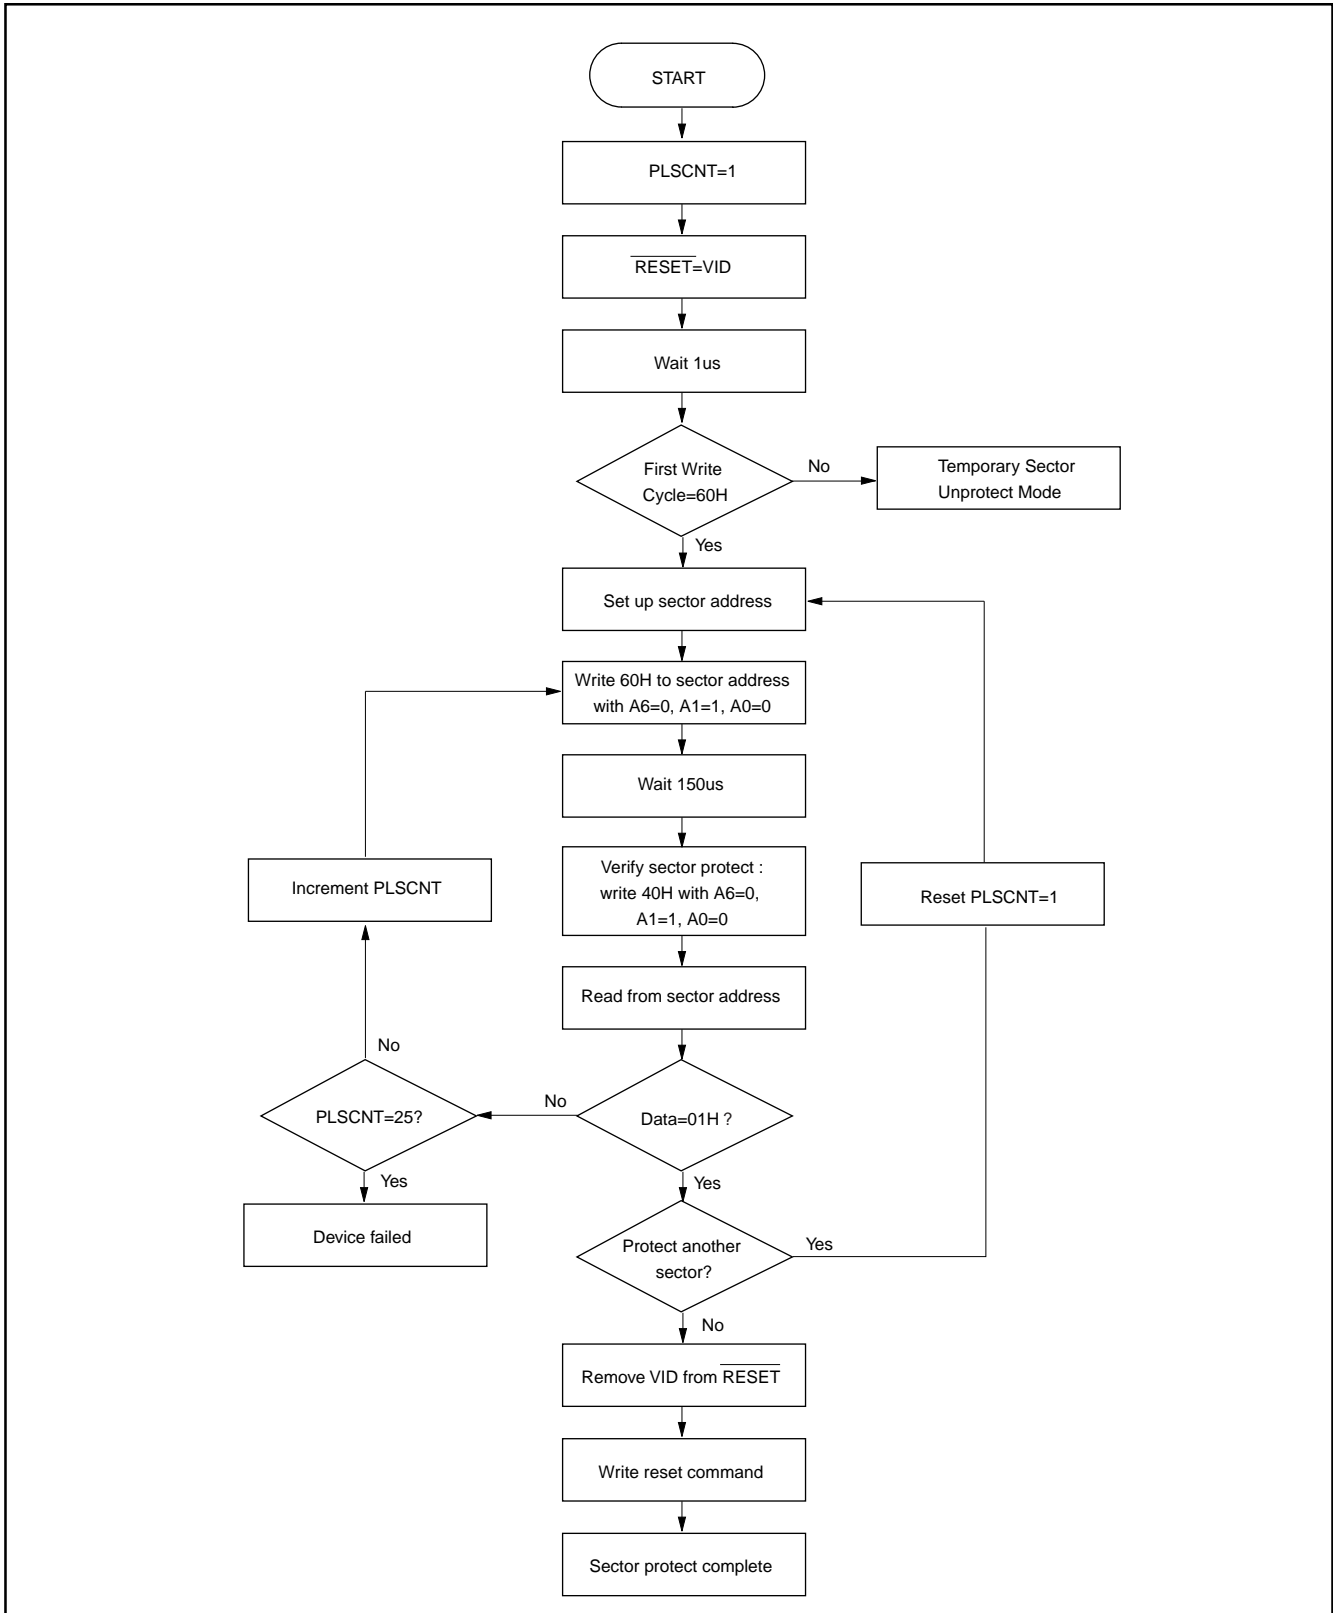 START
PLSCNT=1
RESET=VID
Wait 1us
First Write
Cycle=60H
No
Temporary Sector
Unprotect Mode
Yes
Set up sector address
Write 60H to sector address
with A6=0, A1=1, A0=0
Wait 150us
Increment PLSCNT
Verify sector protect :
write 40H with A6=0,
A1=1, A0=0
Reset PLSCNT=1
Read from sector address
No
PLSCNT=25?
No
Data=01H ?
Yes
Yes
Device failed
Protect another
sector?
Yes
No
Remove VID from RESET
Write reset command
Sector protect complete